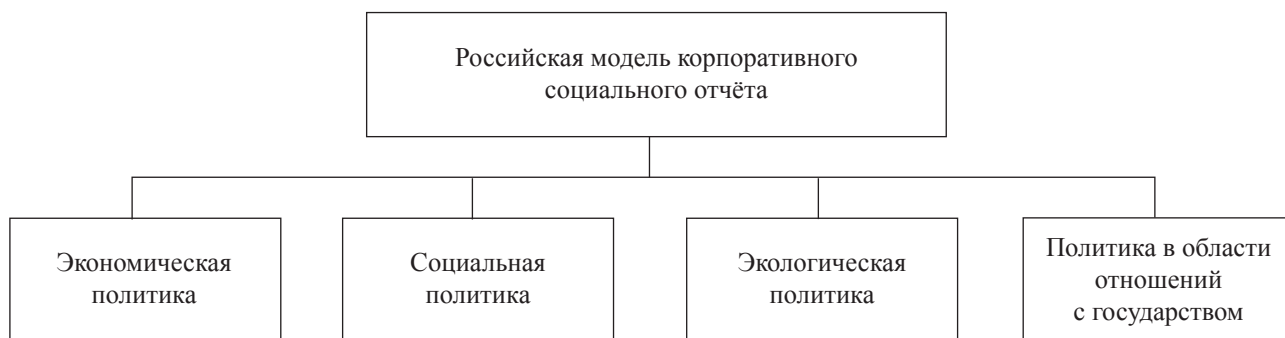 Российская модель корпоративного
социального отчёта
Экономическая
политика
Социальная
политика
Экологическая
политика
Политика в области
отношений
с государством